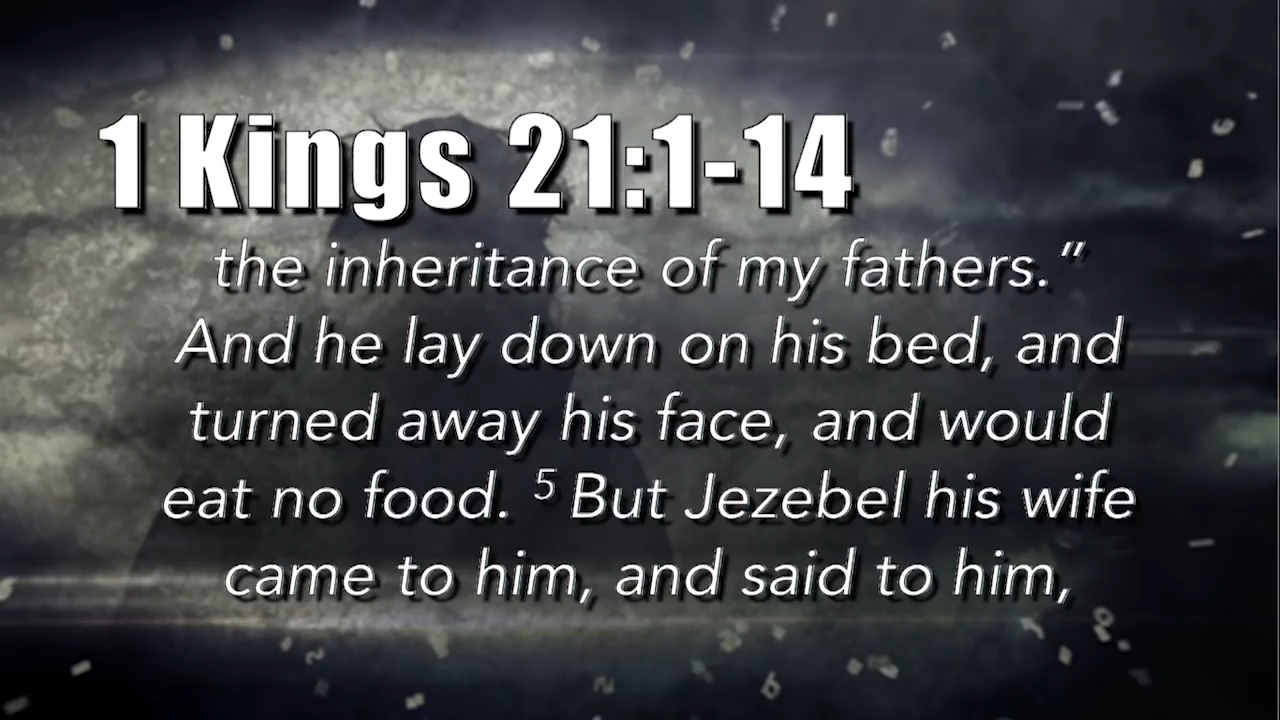 1 Kings 21:1-14
the inheritance of my fathers.”
And he lay down on his bed, and
turned away his face, and would
eat no food. ⁵ But Jezebel his wife
came to him, and said to him,